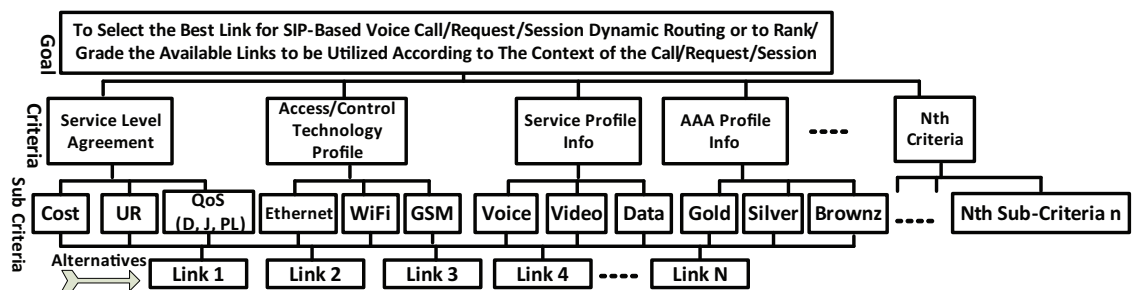 To Select the Best Link for SIP-Based Voice Call/Request/Session Dynamic Routing or to Rank/
Grade the Available Links to be Utilized According to The Context of the Call/Request/Session
Goal
Criteria
Service Level
Agreement
Access/Control
Technology
Profile
Service Profile
Info
AAA Profile
Info
Nth
Criteria
Sub Criteria
Cost
UR
QoS
(D, J, PL)
Ethernet
WiFi
GSM
Voice
Video
Data
Gold
Silver
Brownz
Nth Sub-Criteria n
Alternatives
Link 1
Link 2
Link 3
Link 4
Link N